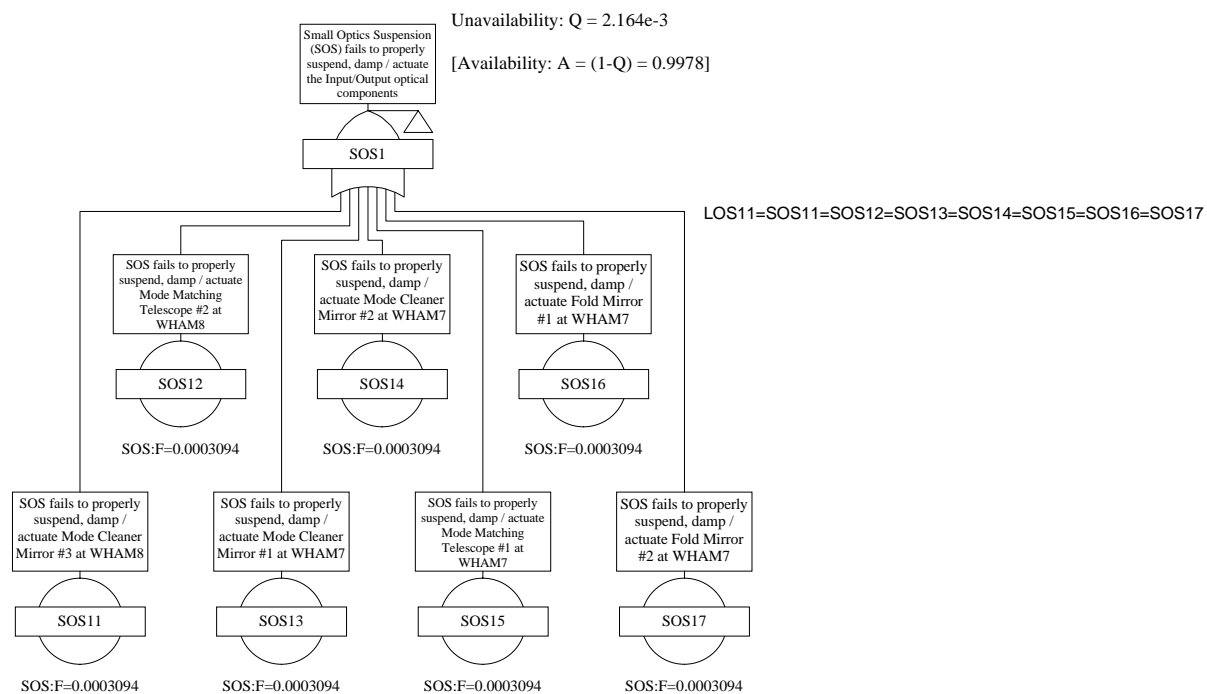 Unavailability: Q = 2.164e-3
Small Optics Suspension
(SOS) fails to properly
suspend, damp / actuate
the Input/Output optical
components
[Availability: A = (1-Q) = 0.9978]
SOS1
LOS11=SOS11=SOS12=SOS13=SOS14=SOS15=SOS16=SOS17
SOS fails to properly
suspend, damp / actuate
Mode Matching
Telescope #2 at
WHAM8
SOS12
SOS:F=0.0003094
SOS fails to properly
suspend, damp /
actuate Mode Cleaner
Mirror #2 at WHAM7
SOS14
SOS:F=0.0003094
SOS fails to properly
suspend, damp /
actuate Fold Mirror
#1 at WHAM7
SOS16
SOS:F=0.0003094
SOS fails to properly
suspend, damp /
actuate Mode Cleaner
Mirror #3 at WHAM8
SOS11
SOS:F=0.0003094
SOS fails to properly
suspend, damp /
actuate Mode Cleaner
Mirror #1 at WHAM7
SOS13
SOS:F=0.0003094
SOS fails to properly
suspend, damp / actuate
Mode Matching
Telescope #1 at
WHAM7
SOS15
SOS:F=0.0003094
SOS fails to properly
suspend, damp /
actuate Fold Mirror
#2 at WHAM7
SOS17
SOS:F=0.0003094